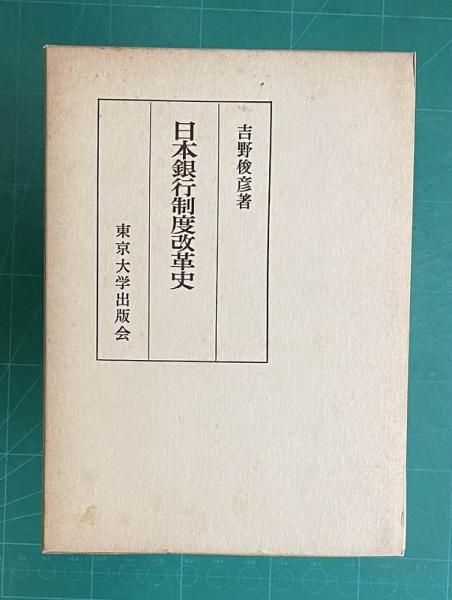 吉野俊彦著
日本銀行制度改革史
東京大学出版会